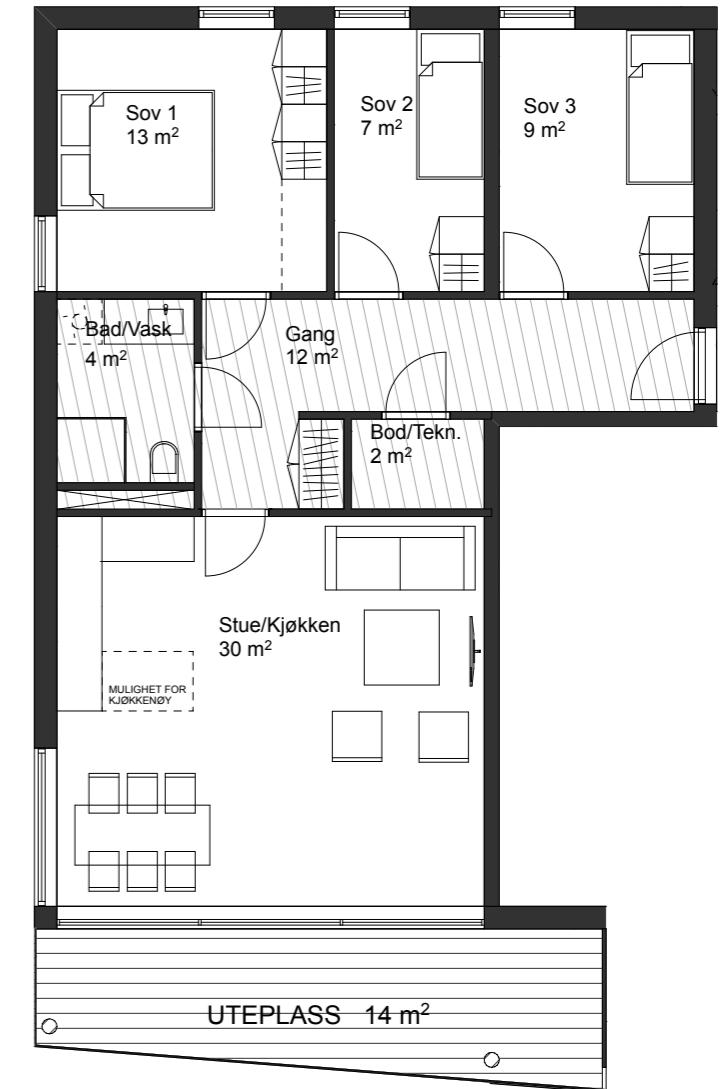 Sov 1
13 m²
Sov 2
7 m²
Sov 3
9 m²
Bad/Vask
4 m²
Gang
12 m²
Bod/Tekn.
2 m²
Stue/Kjøkken
30 m²
MULIGHET FOR
KJØKKENØY
UTEPLASS 14 m²